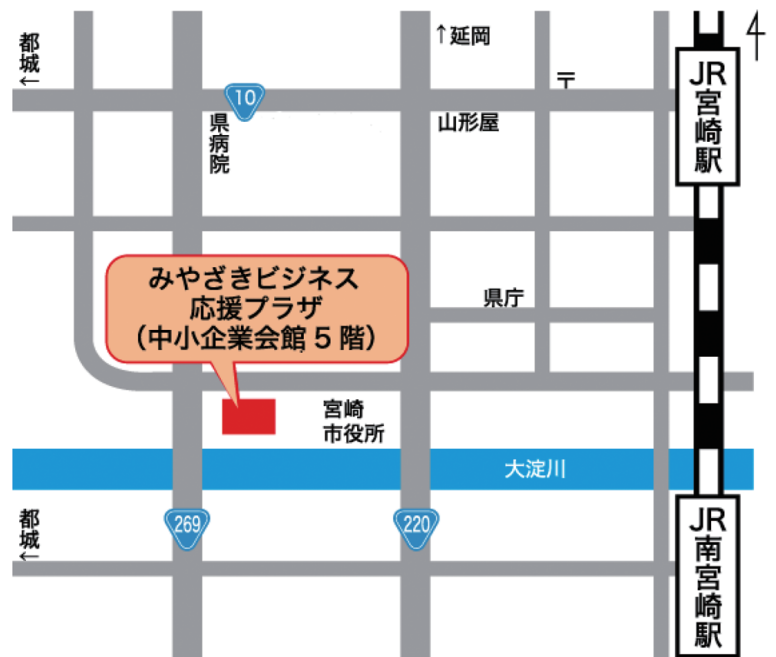 都城←
↑延岡
10
〒
JR宮崎駅
県病院
山形屋
みやざきビジネス
応援プラザ
（中小企業会館５階）
県庁
宮崎
市役所
大淀川
都城←
269
220
JR南宮崎駅